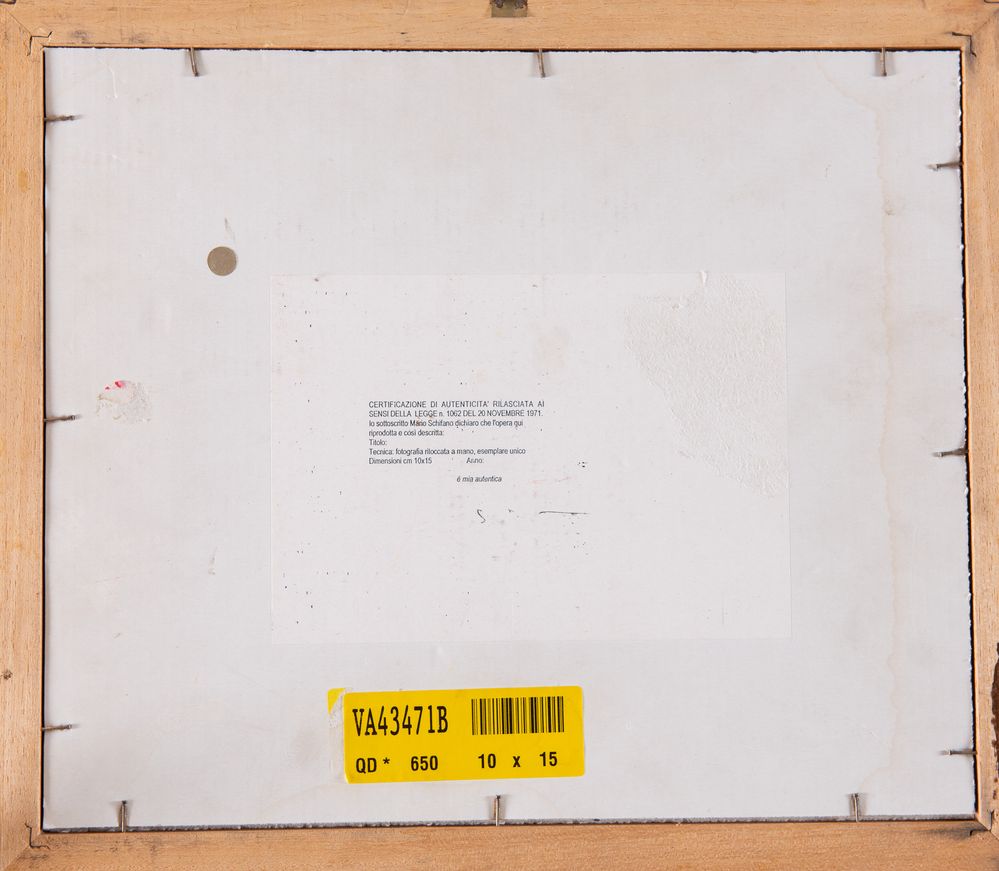 CERTIFICAZIONE DI AUTENTICITA' RILASCIATA AI
SENSI DELLA LEGGE n. 1062 DEL 20 NOVEMBRE 1971.
Io sottoscritto Mario Schifano dichiaro che l'opera qui
riprodotta e così descritta:
Titolo:
Tecnica: fotografia ritoccata a mano, esemplare unico
Dimensioni cm 10x15 Anno:
é mia autentica
VA43471B
QD * 650 10 x 15